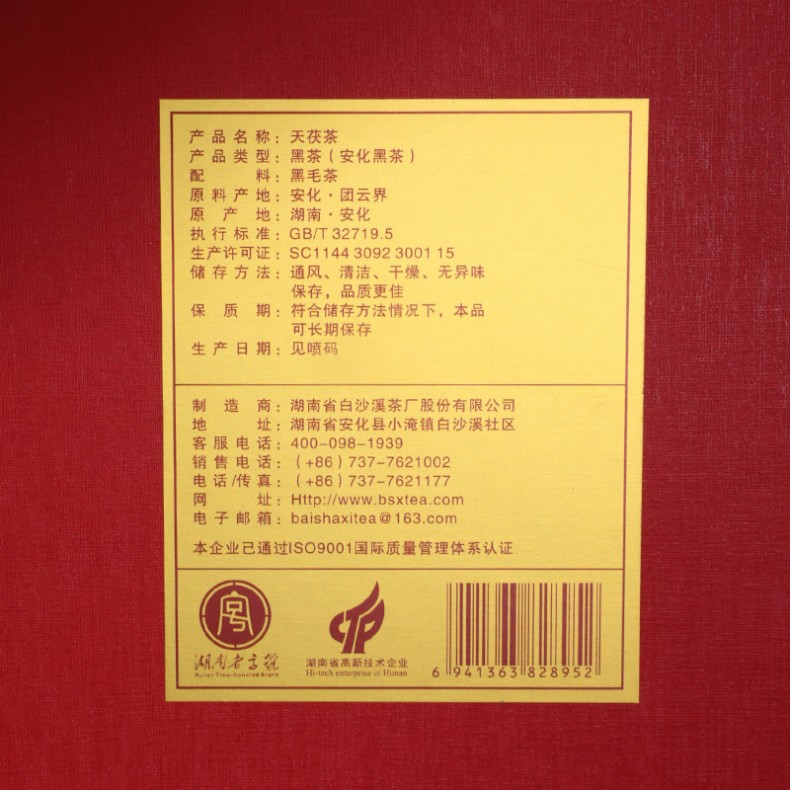 产品名称：天茯茶
产品类型：黑茶（安化黑茶）
配料：黑毛茶
原料产地：安化·团云界
原产地：湖南·安化
执行标准：GB/T 32719.5
生产许可证：SC1144 3092 3001 15
储存方法：通风、清洁、干燥、无异味
保存，品质更佳
保质期：符合储存方法情况下，本品
可长期保存
生产日期：见喷码
制造商：湖南省白沙溪茶厂股份有限公司
地址：湖南省安化县小淹镇白沙溪社区
客服电话：400-098-1939
销售电话：（+86）737-7621002
电话/传真：（+86）737-7621177
网址：Http://www.bsxtea.com
电子邮箱：baishaxitea@163.com
本企业已通过ISO9001国际质量管理体系认证
湖南老字号
Hunan Time-honored Brand
湖南省高新技术企业
Hi-tech enterprise in Hunan
6 941363 828952